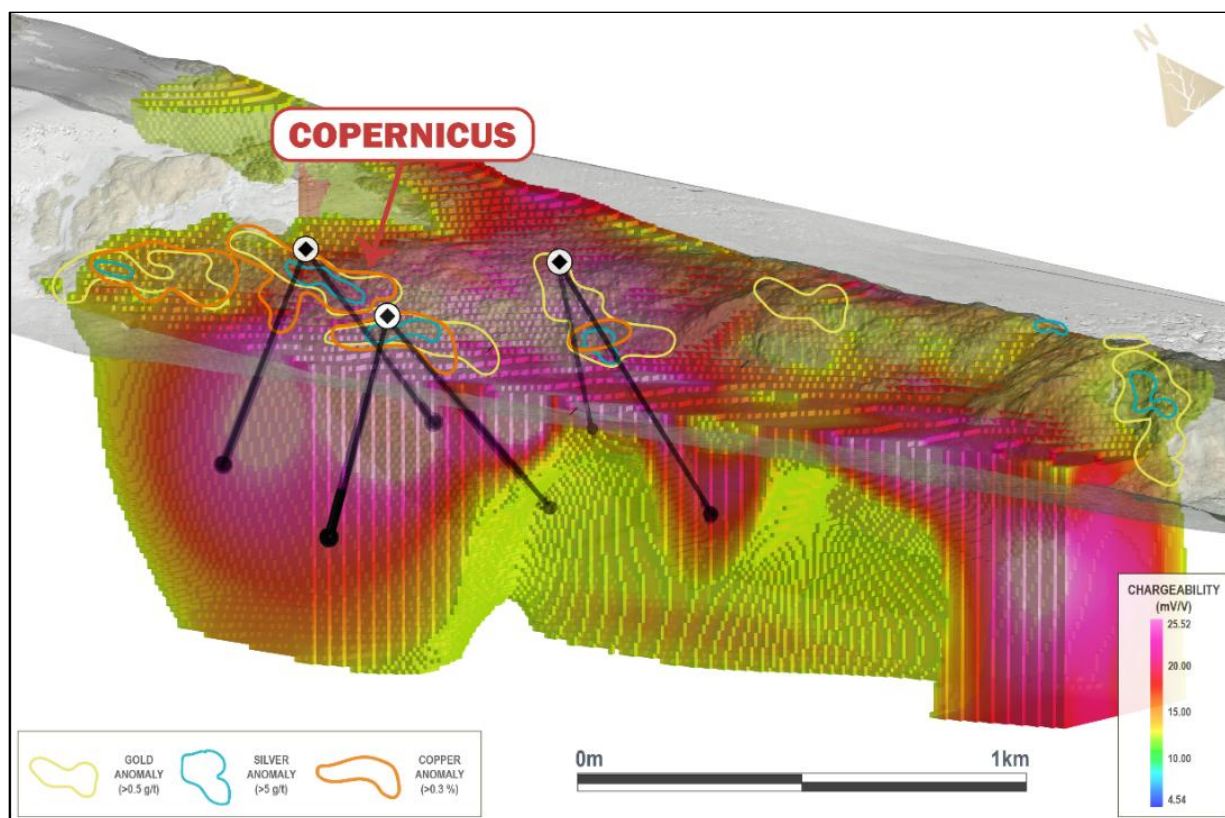 N
COPERNICUS
CHARGEABILITY
(mV/V)
25.52
20.00
15.00
10.00
4.54
GOLD
ANOMALY
(>0.5 g/t)
SILVER
ANOMALY
(>5 g/t)
COPPER
ANOMALY
(>0.3 %)
0m
1km